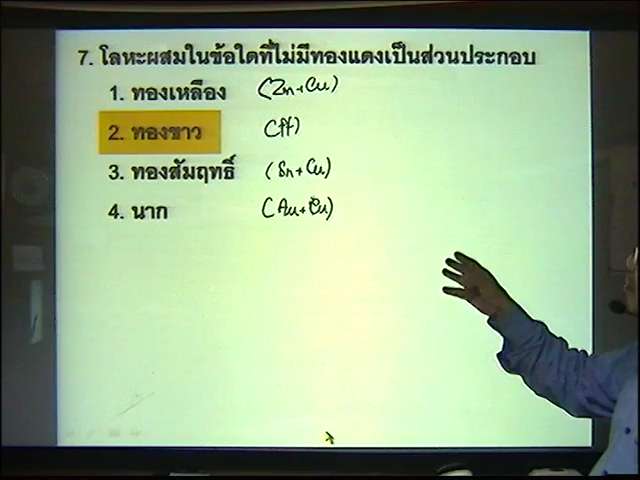 7. โลหะผสมในข้อใดที่ไม่มีทองแดงเป็นส่วนประกอบ
1. ทองเหลือง (Zn+Cu)
2. ทองขาว (Pt)
3. ทองสัมฤทธิ์ (Sn+Cu)
4. นาก (Au+Cu)